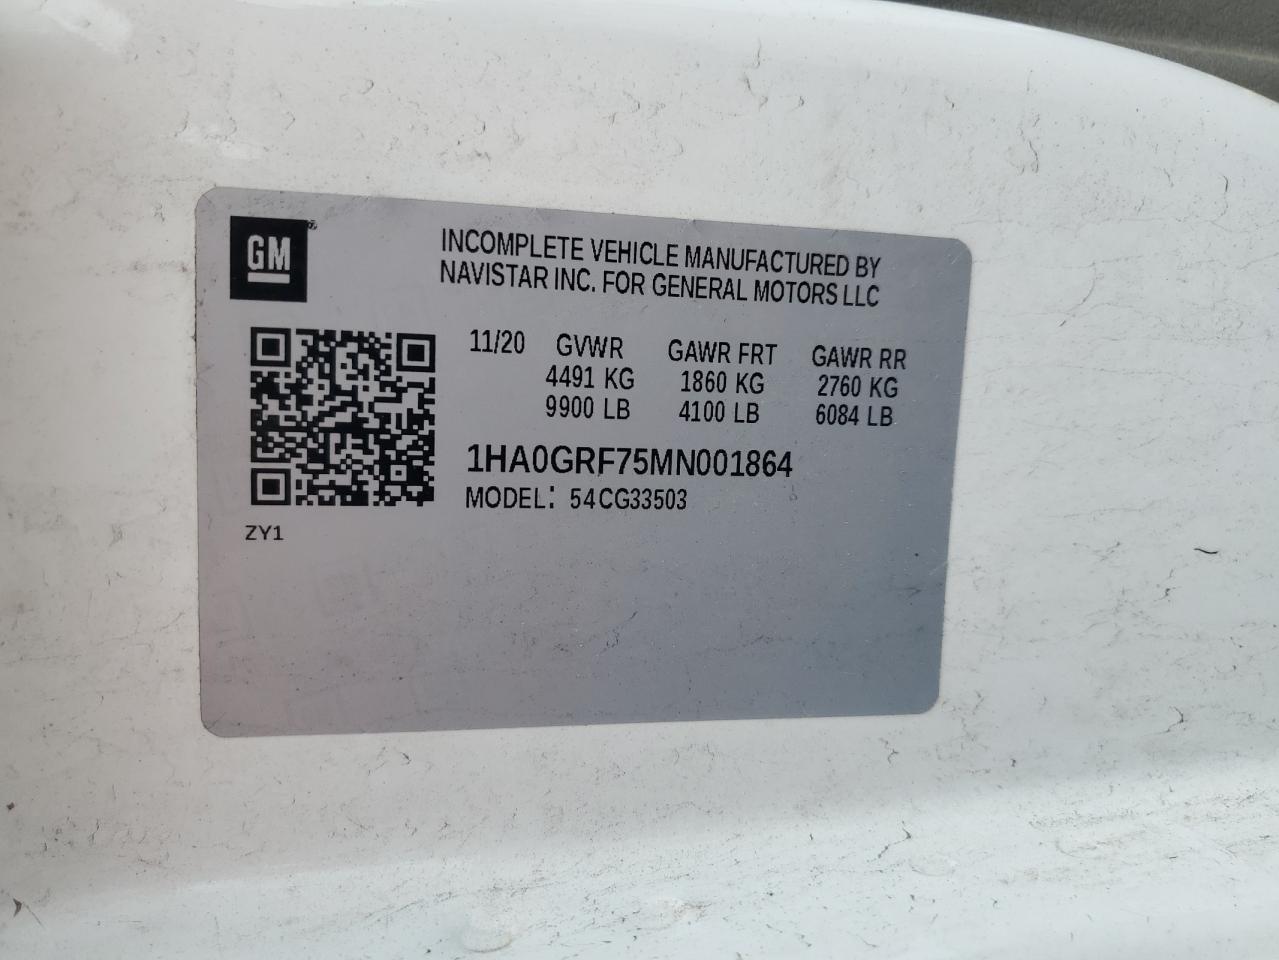 GM®
INCOMPLETE VEHICLE MANUFACTURED BY
NAVISTAR INC. FOR GENERAL MOTORS LLC
11/20 GVWR GAWR FRT GAWR RR
4491 KG 1860 KG 2760 KG
9900 LB 4100 LB 6084 LB
1HA0GRF75MN001864
MODEL: 54CG33503
ZY1